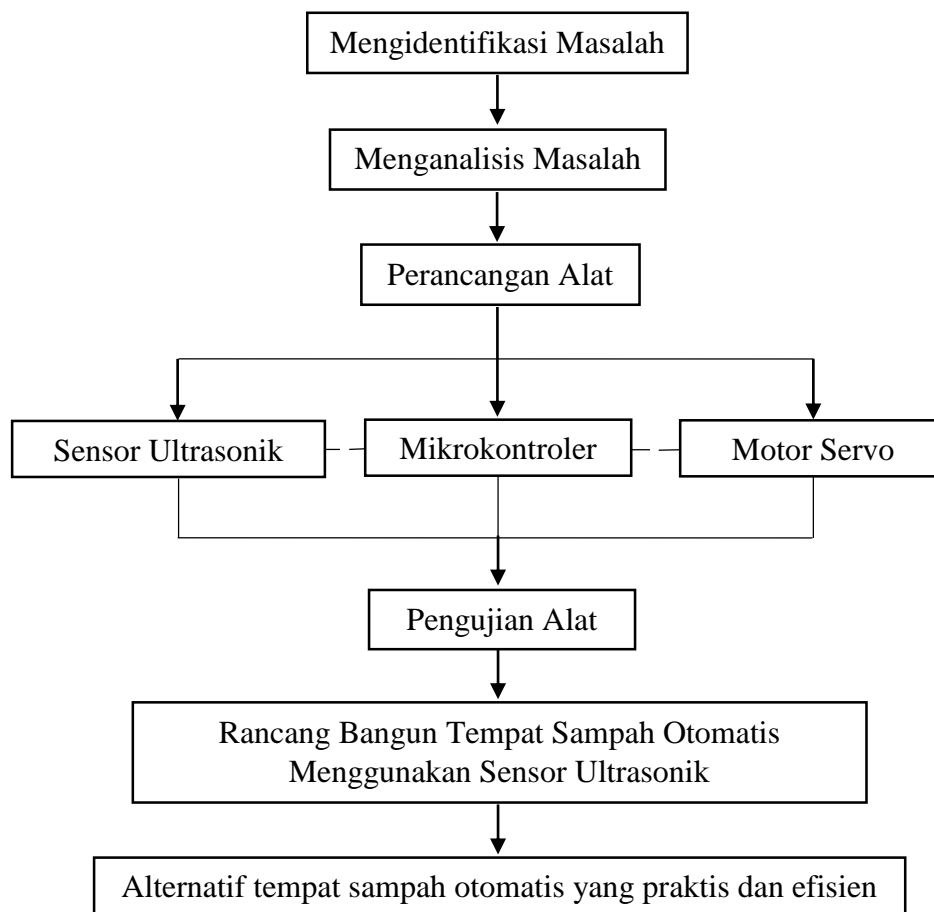 Mengidentifikasi Masalah
Menganalisis Masalah
Perancangan Alat
Sensor Ultrasonik
Mikrokontroler
Motor Servo
Pengujian Alat
Rancang Bangun Tempat Sampah Otomatis
Menggunakan Sensor Ultrasonik
Alternatif tempat sampah otomatis yang praktis dan efisien